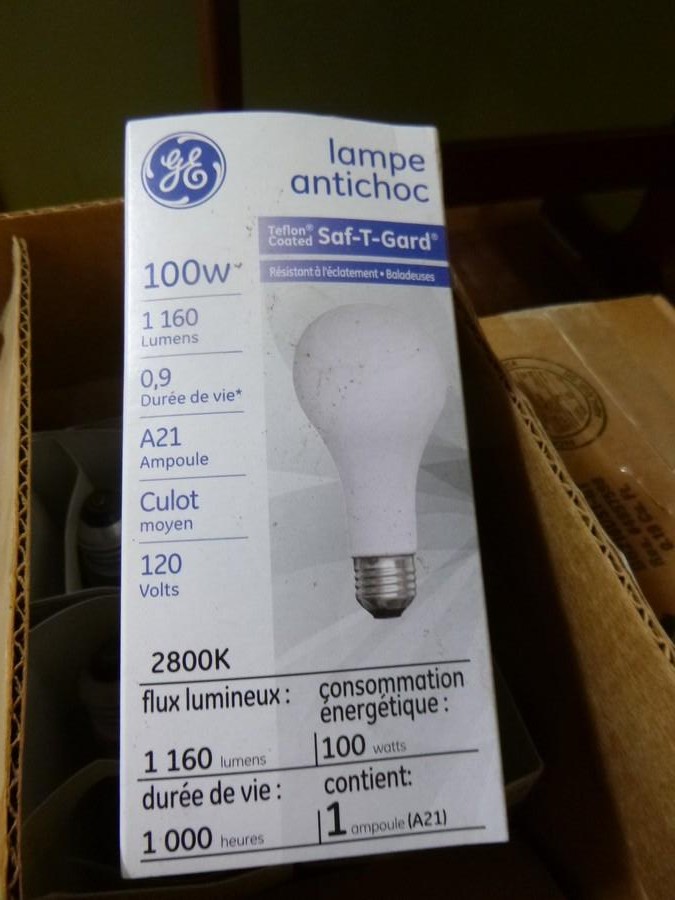 GE
lampe
antichoc
Teflon®
Coated Saf-T-Gard®
Résistant à l'éclatement • Baladeuses
100w
1 160
Lumens
0,9
Durée de vie*
A21
Ampoule
Culot
moyen
120
Volts
2800K
flux lumineux :
1 160 lumens
consommation
énergétique :
100 watts
durée de vie :
1 000 heures
contient:
1 ampoule (A21)